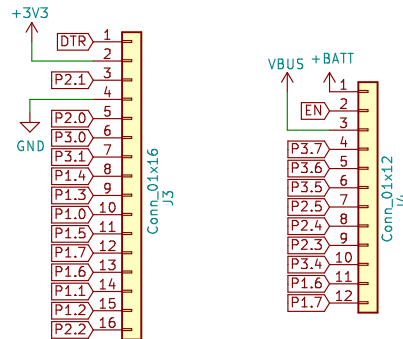 +3V3
DTR 1
2
P2.1 3
4
GND
P2.0 5
P3.0 6
P3.1 7
P1.4 8
P1.3 9
P1.0 10
P1.5 11
P1.7 12
P1.6 13
P1.1 14
P1.2 15
P2.2 16
Conn_01x16
J3
VBUS
+BATT
1
EN 2
3
P3.7 4
P3.6 5
P3.5 6
P2.5 7
P2.4 8
P2.3 9
P3.4 10
P1.6 11
P1.7 12
Conn_01x12